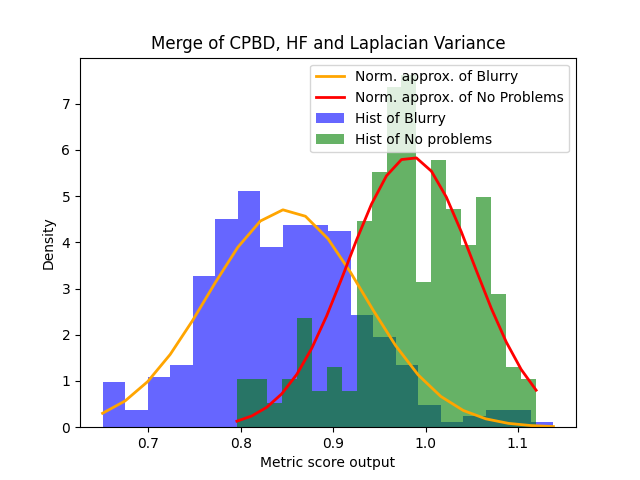 Merge of CPBD, HF and Laplacian Variance
Norm. approx. of Blurry
Norm. approx. of No Problems
Hist of Blurry
Hist of No problems
Density
7
6
5
4
3
2
1
0
0.7
0.8
0.9
1.0
1.1
Metric score output